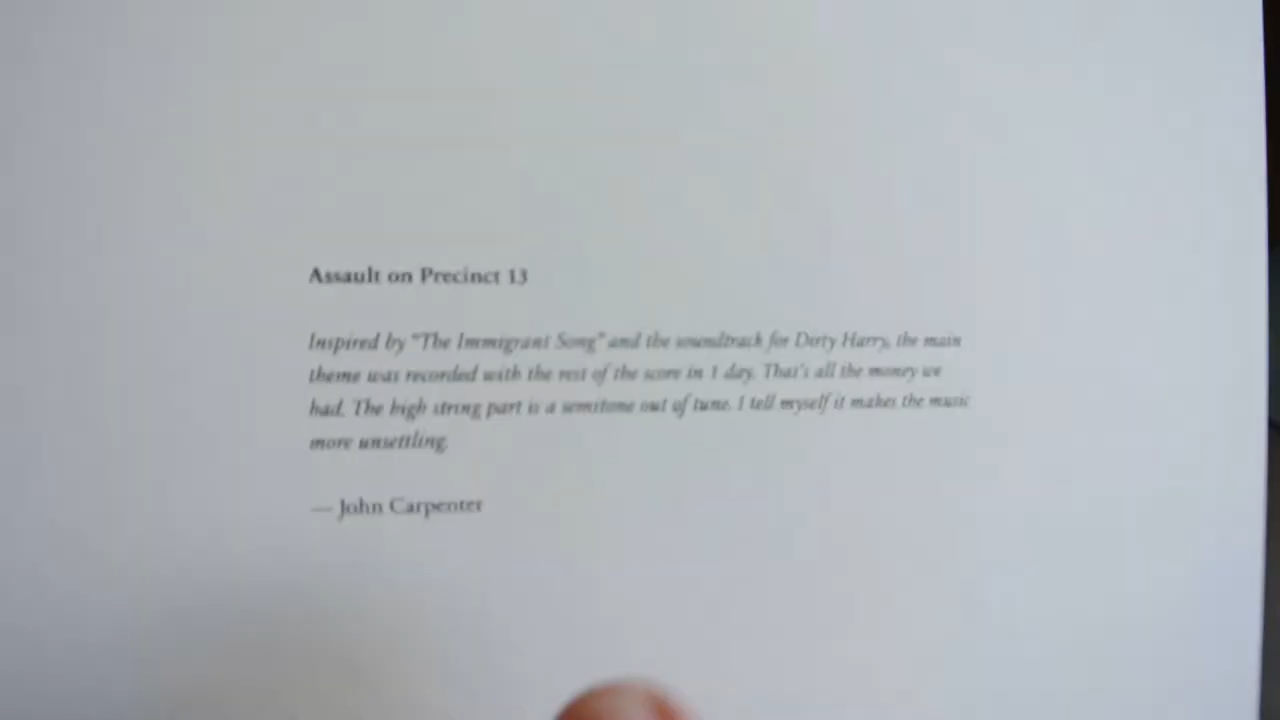 Assault on Precinct 13
Inspired by "The Immigrant Song" and the soundtrack for Dirty Harry, the main
theme was recorded with the rest of the score in 1 day. That's all the money we
had. The high string part is a semitone out of tune. I tell myself it makes the music
more unsettling.
— John Carpenter